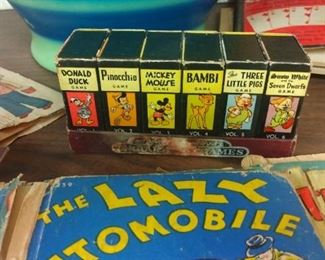 DONALD
DUCK
GAME
VOL. 1
Pinocchio
GAME
VOL. 2
MICKEY
MOUSE
GAME
VOL. 3
BAMBI
GAME
VOL. 4
The
THREE
LITTLE PIGS
GAME
VOL. 5
Snow White
and the
Seven Dwarfs
GAME
VOL. 6
GAMES
THE LAZY
UTOMOBILE